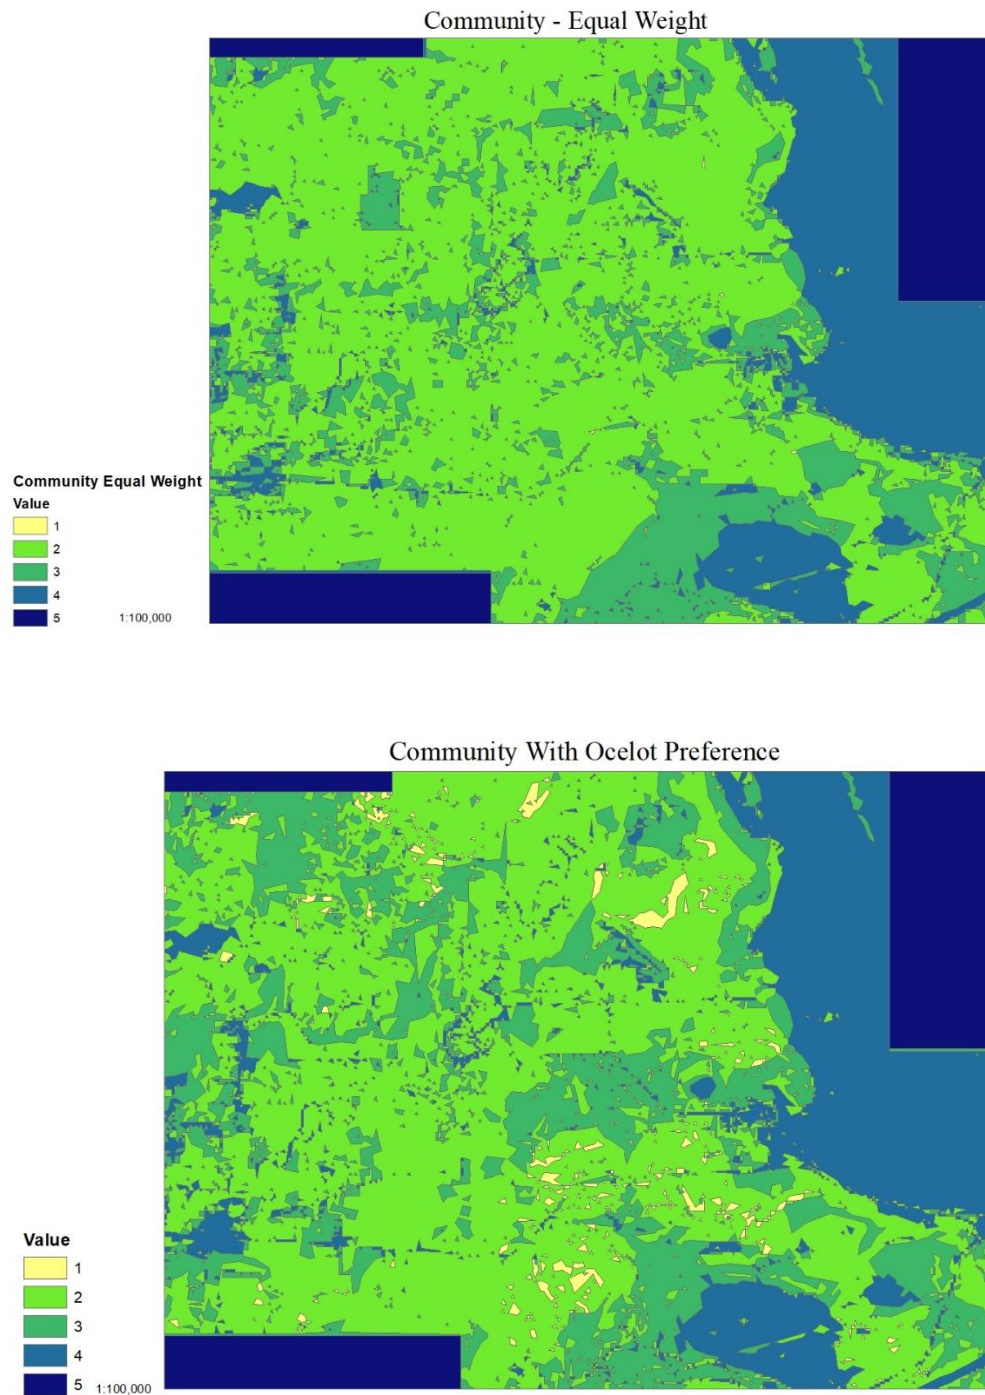 Community - Equal Weight
Community Equal Weight
Value
1
2
3
4
5
1:100,000
Community With Ocelot Preference
Value
1
2
3
4
5
1:100,000